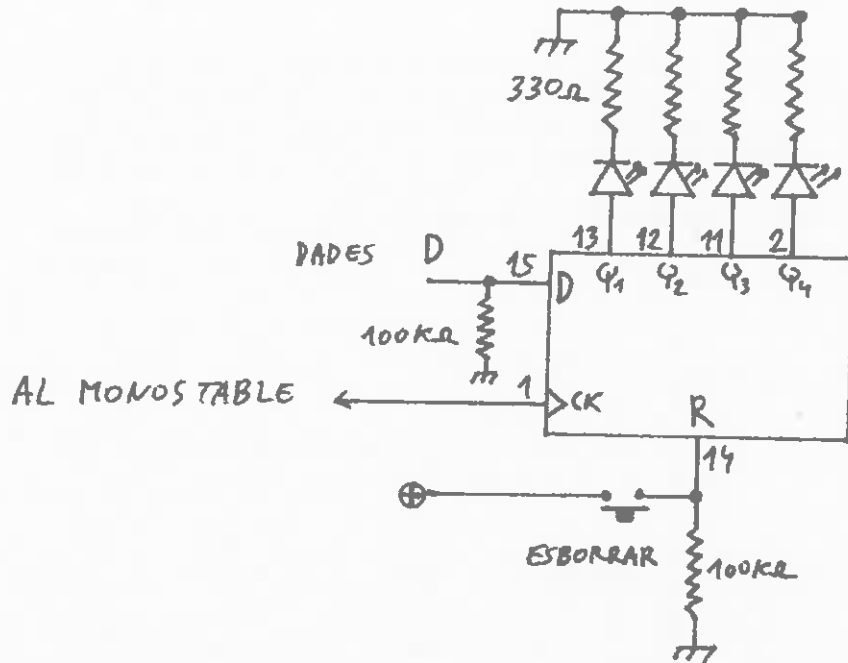 330Ω
13 12 11 2
DADES D 15 D Q1 Q2 Q3 Q4
100KΩ
AL MONOSTABLE 1 CK R
14
ESBORRAR 100KΩ